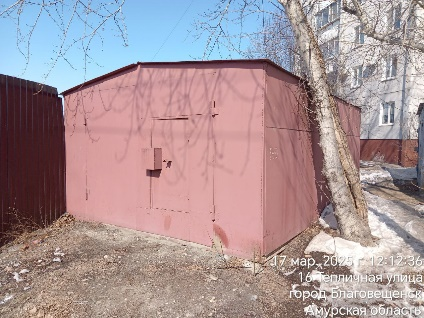 17 мар. 2025 г. 12:12:36
16 Тепличная улица
город Благовещенск
Амурская область